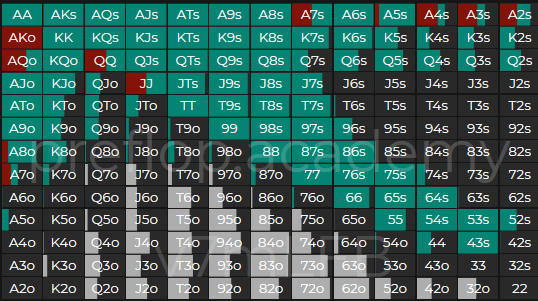 AA AKs AQs AJs ATs A9s A8s A7s A6s A5s A4s A3s A2s
AKo KK KQs KJs KTs K9s K8s K7s K6s K5s K4s K3s K2s
AQo KQo QQ QJs QTs Q9s Q8s Q7s Q6s Q5s Q4s Q3s Q2s
AJo KJo QJo JJ JTs J9s J8s J7s J6s J5s J4s J3s J2s
ATo KTo QTo JTo TT T9s T8s T7s T6s T5s T4s T3s T2s
A9o K9o Q9o J9o T9o 99 98s 97s 96s 95s 94s 93s 92s
A8o K8o Q8o J8o T8o 98o 88 87s 86s 85s 84s 83s 82s
preflop academy
A7o K7o Q7o J7o T7o 97o 87o 77 76s 75s 74s 73s 72s
A6o K6o Q6o J6o T6o 96o 86o 76o 66 65s 64s 63s 62s
A5o K5o Q5o J5o T5o 95o 85o 75o 65o 55 54s 53s 52s
A4o K4o Q4o J4o T4o 94o 84o 74o 64o 54o 44 43s 42s
A3o K3o Q3o J3o T3o 93o 83o 73o 63o 53o 43o 33 32s
A2o K2o Q2o J2o T2o 92o 82o 72o 62o 52o 42o 32o 22